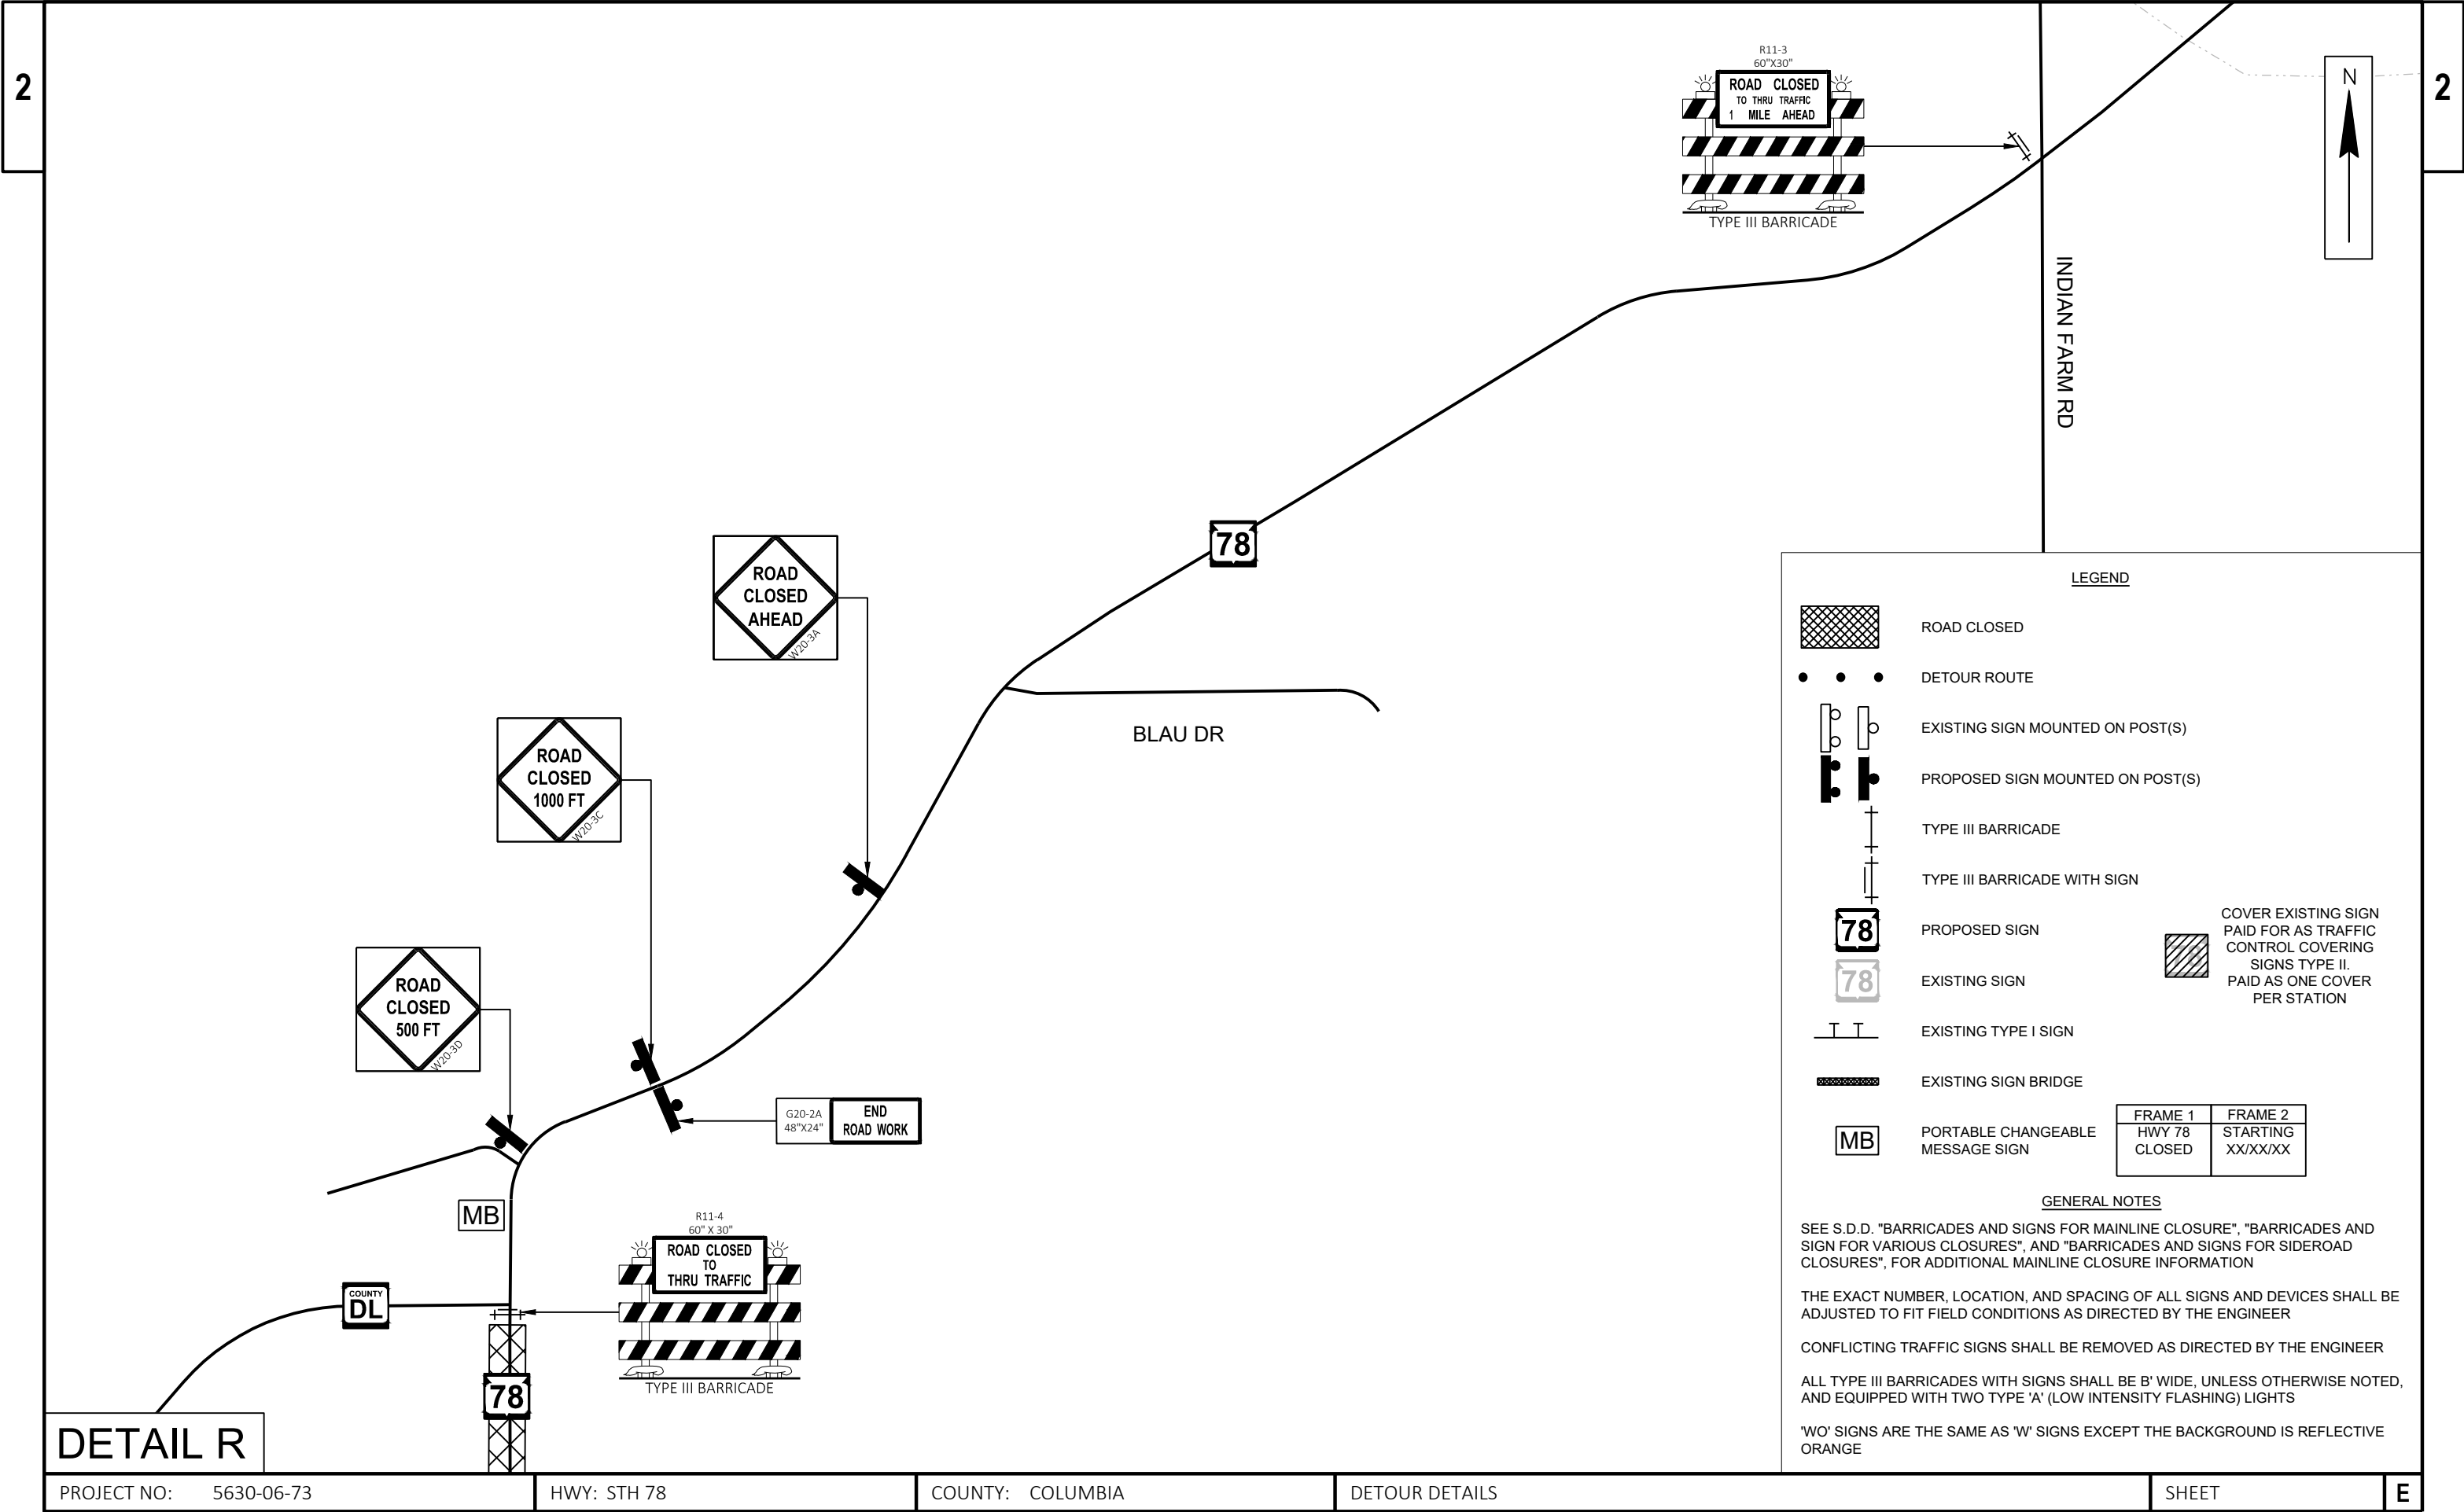 2
2
R11-3
60"X30"
ROAD CLOSED
TO THRU TRAFFIC
1 MILE AHEAD
TYPE III BARRICADE
N
INDIAN FARM RD
78
ROAD
CLOSED
AHEAD
W20-3A
BLAU DR
ROAD
CLOSED
1000 FT
W20-3C
ROAD
CLOSED
500 FT
W20-3D
G20-2A
48"X24"
END
ROAD WORK
MB
R11-4
60" X 30"
ROAD CLOSED
TO
THRU TRAFFIC
TYPE III BARRICADE
COUNTY
DL
78
DETAIL R
LEGEND
ROAD CLOSED
DETOUR ROUTE
EXISTING SIGN MOUNTED ON POST(S)
PROPOSED SIGN MOUNTED ON POST(S)
TYPE III BARRICADE
TYPE III BARRICADE WITH SIGN
78
PROPOSED SIGN
78
EXISTING SIGN
COVER EXISTING SIGN
PAID FOR AS TRAFFIC
CONTROL COVERING
SIGNS TYPE II.
PAID AS ONE COVER
PER STATION
EXISTING TYPE I SIGN
EXISTING SIGN BRIDGE
MB
PORTABLE CHANGEABLE
MESSAGE SIGN
FRAME 1 FRAME 2
HWY 78 STARTING
CLOSED XX/XX/XX
GENERAL NOTES
SEE S.D.D. "BARRICADES AND SIGNS FOR MAINLINE CLOSURE", "BARRICADES AND
SIGN FOR VARIOUS CLOSURES", AND "BARRICADES AND SIGNS FOR SIDEROAD
CLOSURES", FOR ADDITIONAL MAINLINE CLOSURE INFORMATION
THE EXACT NUMBER, LOCATION, AND SPACING OF ALL SIGNS AND DEVICES SHALL BE
ADJUSTED TO FIT FIELD CONDITIONS AS DIRECTED BY THE ENGINEER
CONFLICTING TRAFFIC SIGNS SHALL BE REMOVED AS DIRECTED BY THE ENGINEER
ALL TYPE III BARRICADES WITH SIGNS SHALL BE B' WIDE, UNLESS OTHERWISE NOTED,
AND EQUIPPED WITH TWO TYPE 'A' (LOW INTENSITY FLASHING) LIGHTS
'WO' SIGNS ARE THE SAME AS 'W' SIGNS EXCEPT THE BACKGROUND IS REFLECTIVE
ORANGE
PROJECT NO: 5630-06-73
HWY: STH 78
COUNTY: COLUMBIA
DETOUR DETAILS
SHEET
E